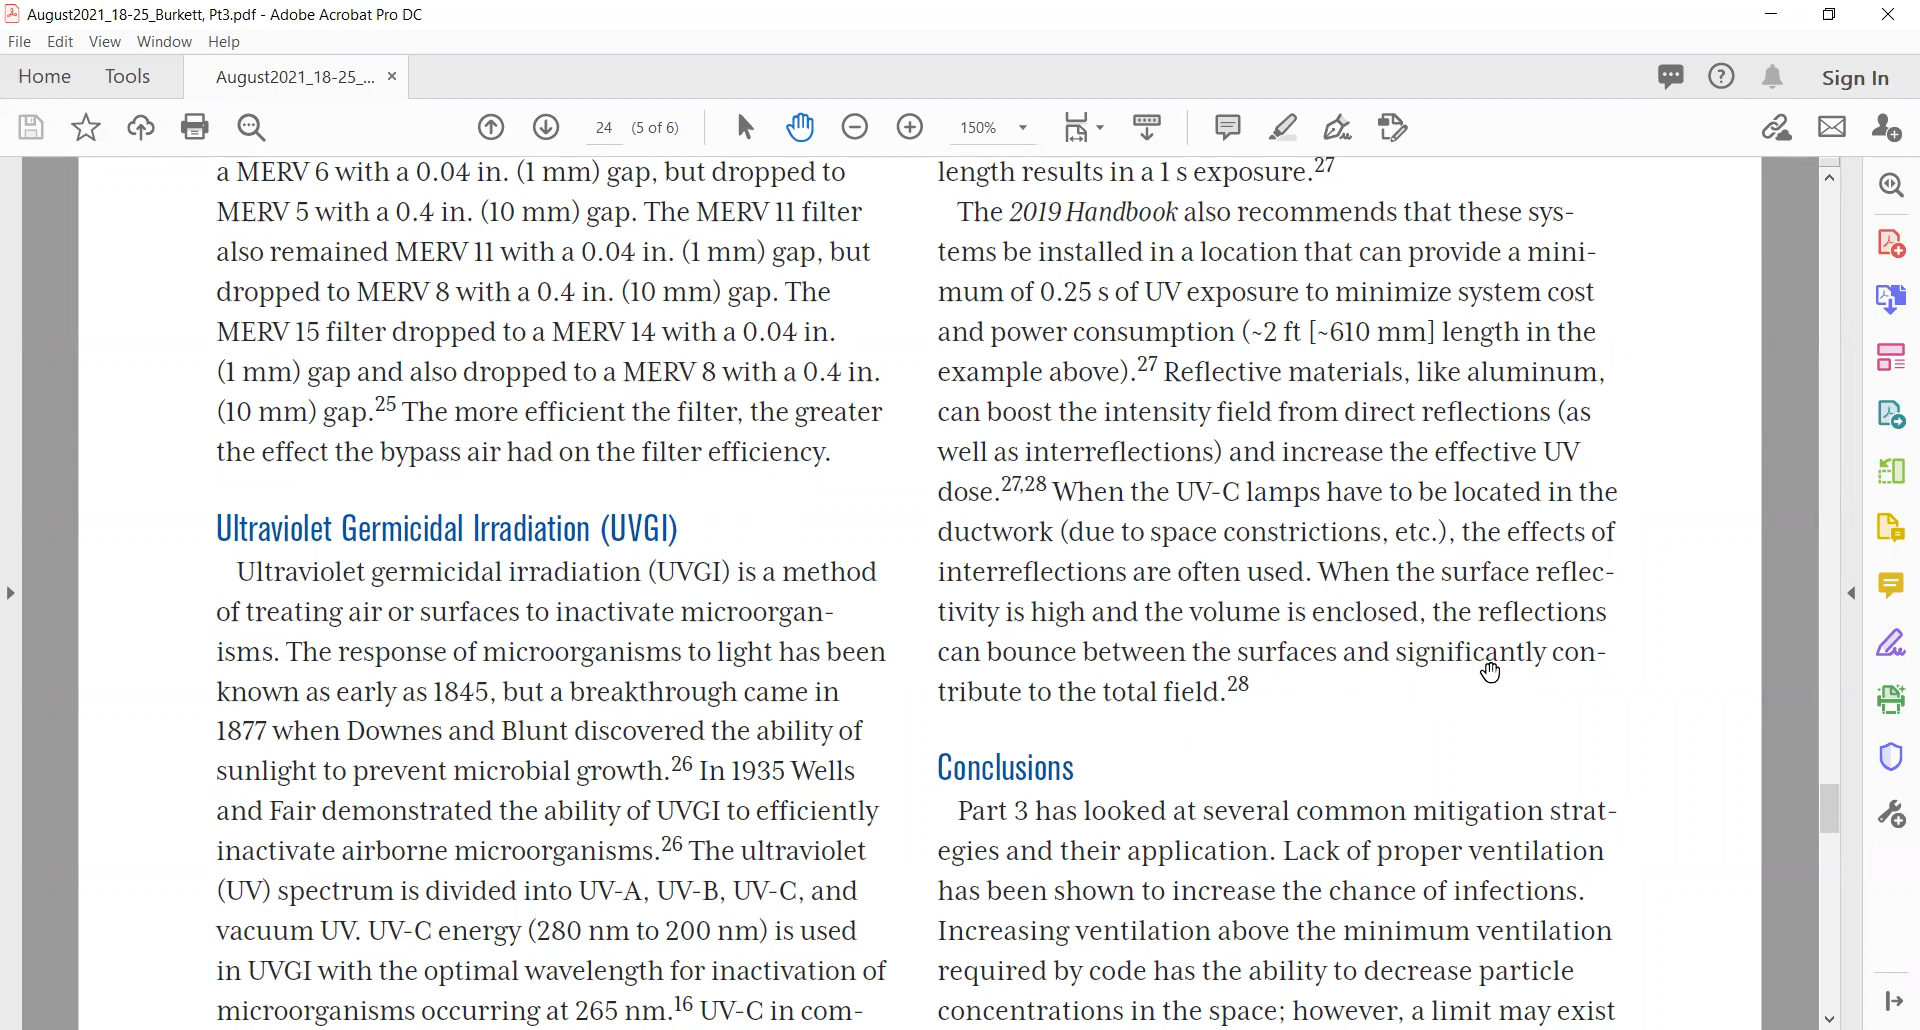 August2021_18-25_Burkett, Pt3.pdf - Adobe Acrobat Pro DC
File Edit View Window Help
Home Tools August2021_18-25_... × Sign In
24 (5 of 6) 150%
a MERV 6 with a 0.04 in. (1 mm) gap, but dropped to
MERV 5 with a 0.4 in. (10 mm) gap. The MERV 11 filter
also remained MERV 11 with a 0.04 in. (1 mm) gap, but
dropped to MERV 8 with a 0.4 in. (10 mm) gap. The
MERV 15 filter dropped to a MERV 14 with a 0.04 in.
(1 mm) gap and also dropped to a MERV 8 with a 0.4 in.
(10 mm) gap.25 The more efficient the filter, the greater
the effect the bypass air had on the filter efficiency.
Ultraviolet Germicidal Irradiation (UVGI)
Ultraviolet germicidal irradiation (UVGI) is a method
of treating air or surfaces to inactivate microorgan-
isms. The response of microorganisms to light has been
known as early as 1845, but a breakthrough came in
1877 when Downes and Blunt discovered the ability of
sunlight to prevent microbial growth.26 In 1935 Wells
and Fair demonstrated the ability of UVGI to efficiently
inactivate airborne microorganisms.26 The ultraviolet
(UV) spectrum is divided into UV-A, UV-B, UV-C, and
vacuum UV. UV-C energy (280 nm to 200 nm) is used
in UVGI with the optimal wavelength for inactivation of
microorganisms occurring at 265 nm.16 UV-C in com-
length results in a 1 s exposure.27
The 2019 Handbook also recommends that these sys-
tems be installed in a location that can provide a mini-
mum of 0.25 s of UV exposure to minimize system cost
and power consumption (~2 ft [~610 mm] length in the
example above).27 Reflective materials, like aluminum,
can boost the intensity field from direct reflections (as
well as interreflections) and increase the effective UV
dose.27,28 When the UV-C lamps have to be located in the
ductwork (due to space constrictions, etc.), the effects of
interreflections are often used. When the surface reflec-
tivity is high and the volume is enclosed, the reflections
can bounce between the surfaces and significantly con-
tribute to the total field.28
Conclusions
Part 3 has looked at several common mitigation strat-
egies and their application. Lack of proper ventilation
has been shown to increase the chance of infections.
Increasing ventilation above the minimum ventilation
required by code has the ability to decrease particle
concentrations in the space; however, a limit may exist